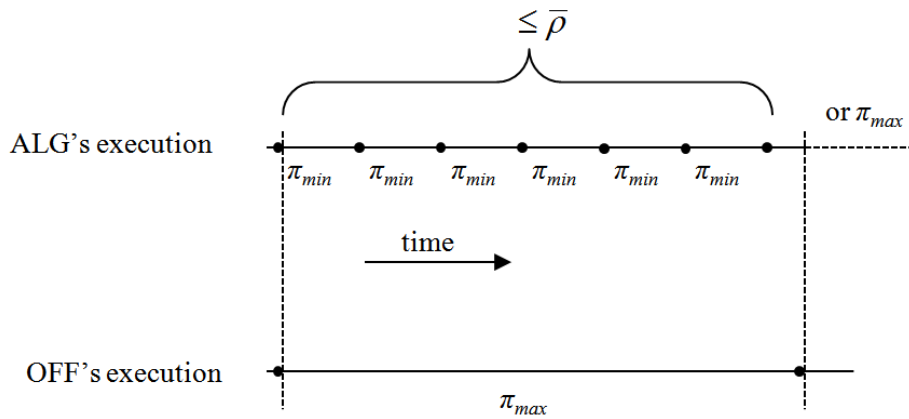 ≤ ρ̅
or π_max
ALG's execution
π_min π_min π_min π_min π_min π_min
time
OFF's execution
π_max